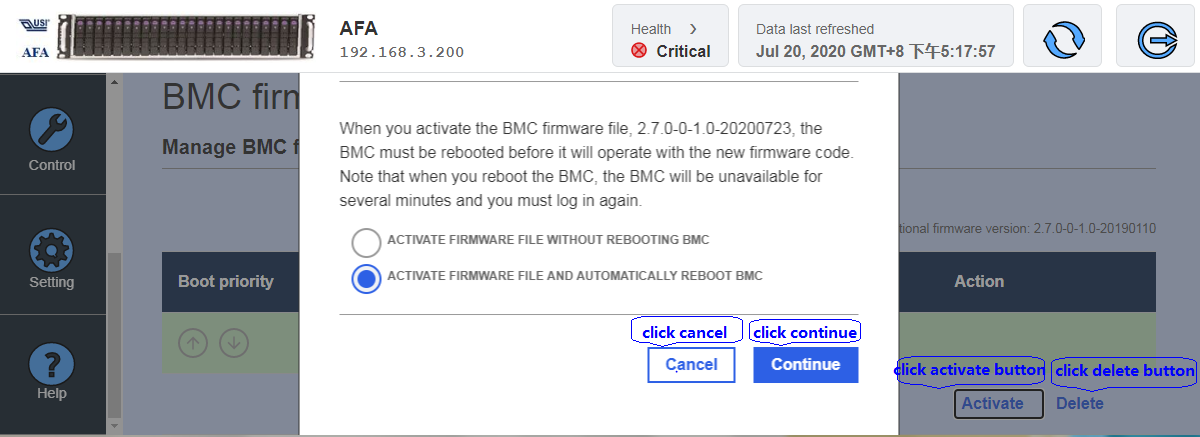 USI
AFA
AFA
192.168.3.200
Health
Critical
Data last refreshed
Jul 20, 2020 GMT+8 下午5:17:57
Control
Setting
Help
BMC firm
Manage BMC f
When you activate the BMC firmware file, 2.7.0-0-1.0-20200723, the
BMC must be rebooted before it will operate with the new firmware code.
Note that when you reboot the BMC, the BMC will be unavailable for
several minutes and you must log in again.
ACTIVATE FIRMWARE FILE WITHOUT REBOOTING BMC
ACTIVATE FIRMWARE FILE AND AUTOMATICALLY REBOOT BMC
tional firmware version: 2.7.0-0-1.0-20190110
Boot priority
Action
click cancel
click continue
Cancel
Continue
click activate button
click delete button
Activate
Delete